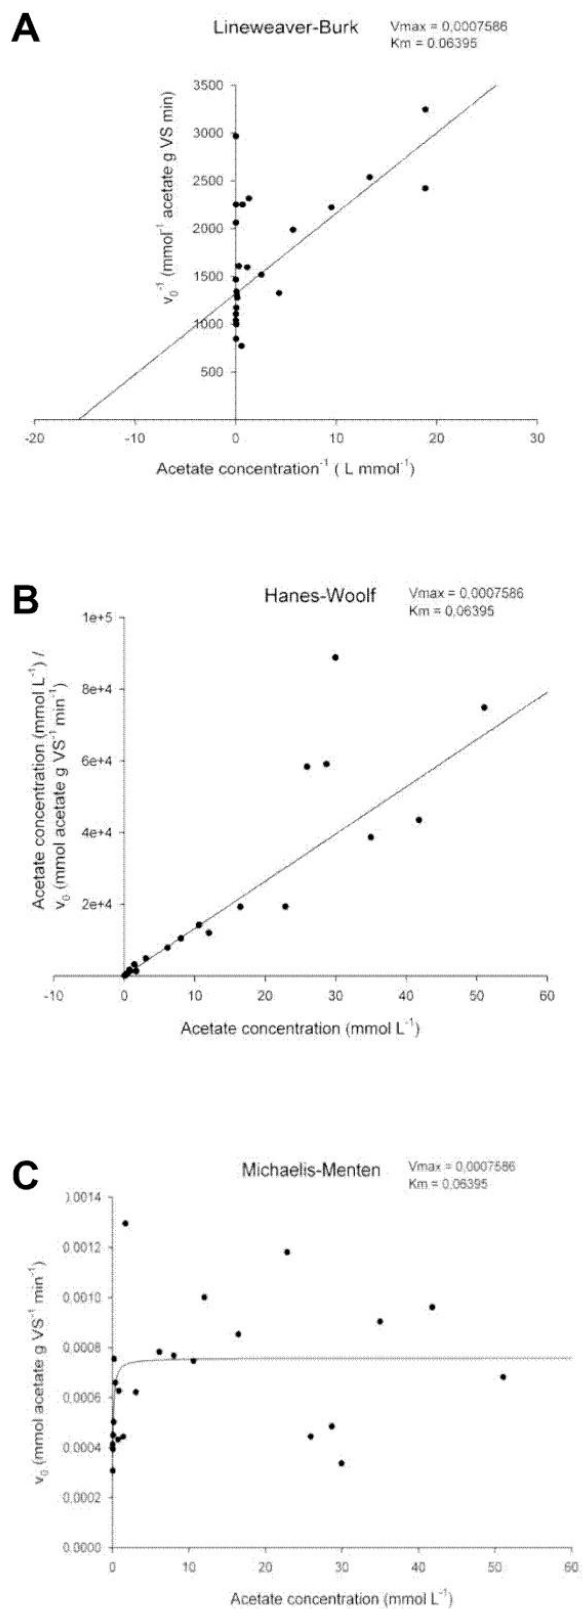 A
Lineweaver-Burk
Vmax = 0,0007586
Km = 0.06395
v₀⁻¹ (mmol⁻¹ acetate g VS min)
3500
3000
2500
2000
1500
1000
500
-20 -10 0 10 20 30
Acetate concentration⁻¹ ( L mmol⁻¹)
B
Hanes-Woolf
Vmax = 0,0007586
Km = 0,06395
Acetate concentration (mmol L⁻¹) /
v₀ (mmol acetate g VS⁻¹ min⁻¹)
1e+5
8e+4
6e+4
4e+4
2e+4
-10 0 10 20 30 40 50 60
Acetate concentration (mmol L⁻¹)
C
Michaelis-Menten
Vmax = 0,0007586
Km = 0,06395
v₀ (mmol acetate g VS⁻¹ min⁻¹)
0,0014
0,0012
0,0010
0,0008
0,0006
0,0004
0,0002
0,0000
0 10 20 30 40 50 60
Acetate concentration (mmol L⁻¹)